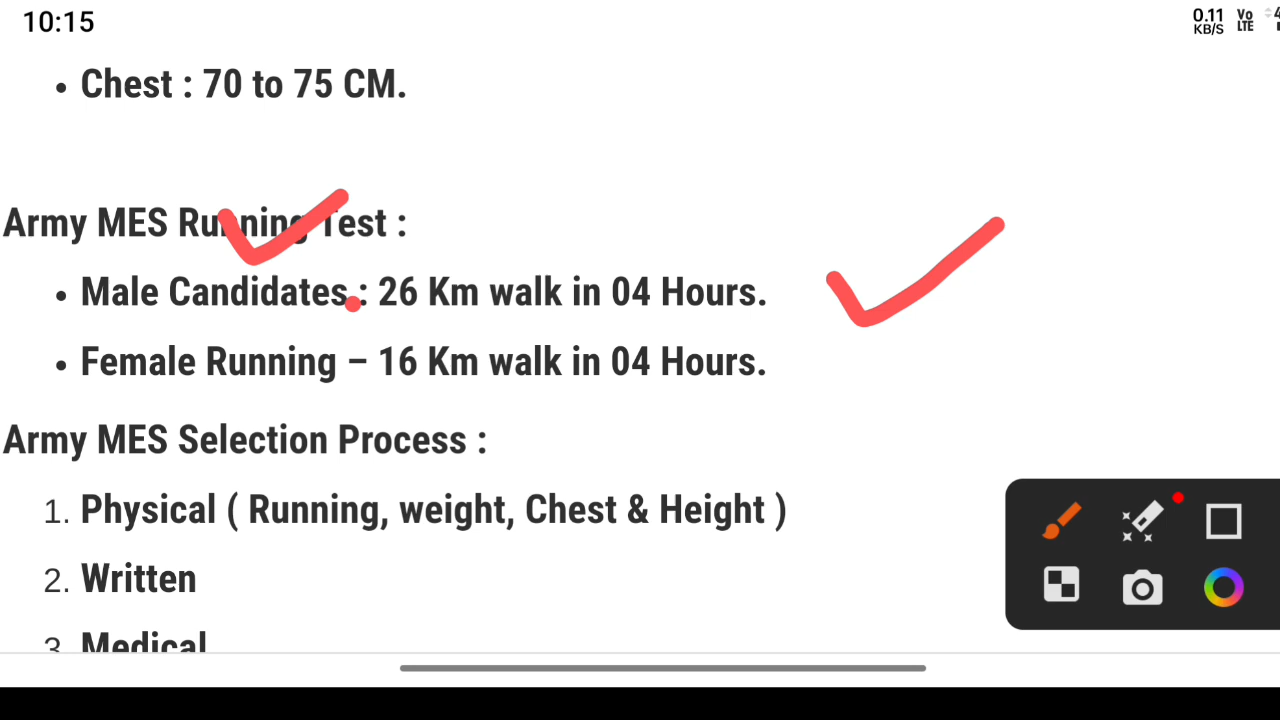 10:15
0.11 KB/S
Vo LTE
4
• Chest : 70 to 75 CM.
Army MES Running Test :
• Male Candidates : 26 Km walk in 04 Hours.
• Female Running – 16 Km walk in 04 Hours.
Army MES Selection Process :
1. Physical ( Running, weight, Chest & Height )
2. Written
3. Medical